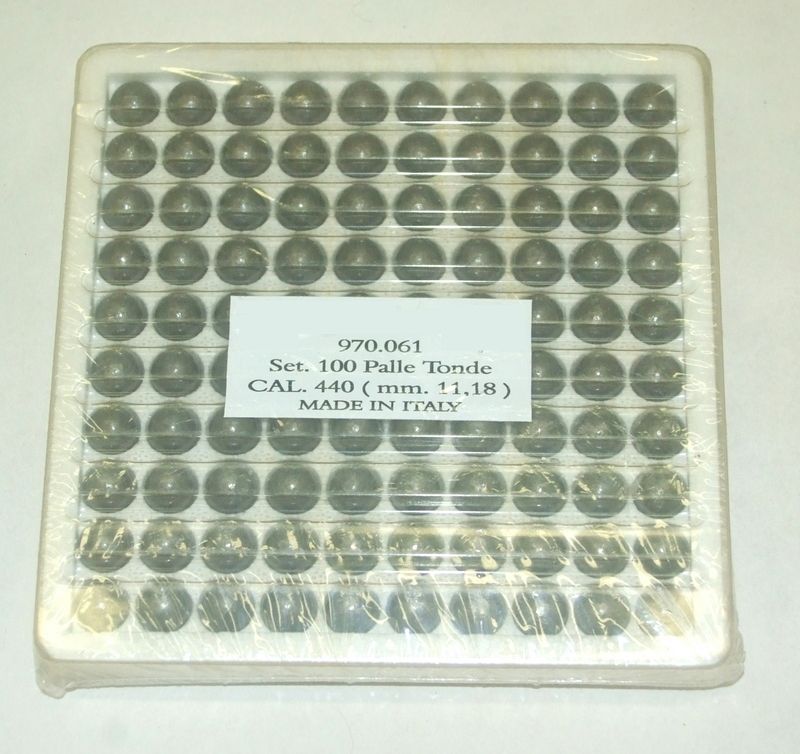 970.061
Set. 100 Palle Tonde
CAL. 440 ( mm. 11,18 )
MADE IN ITALY